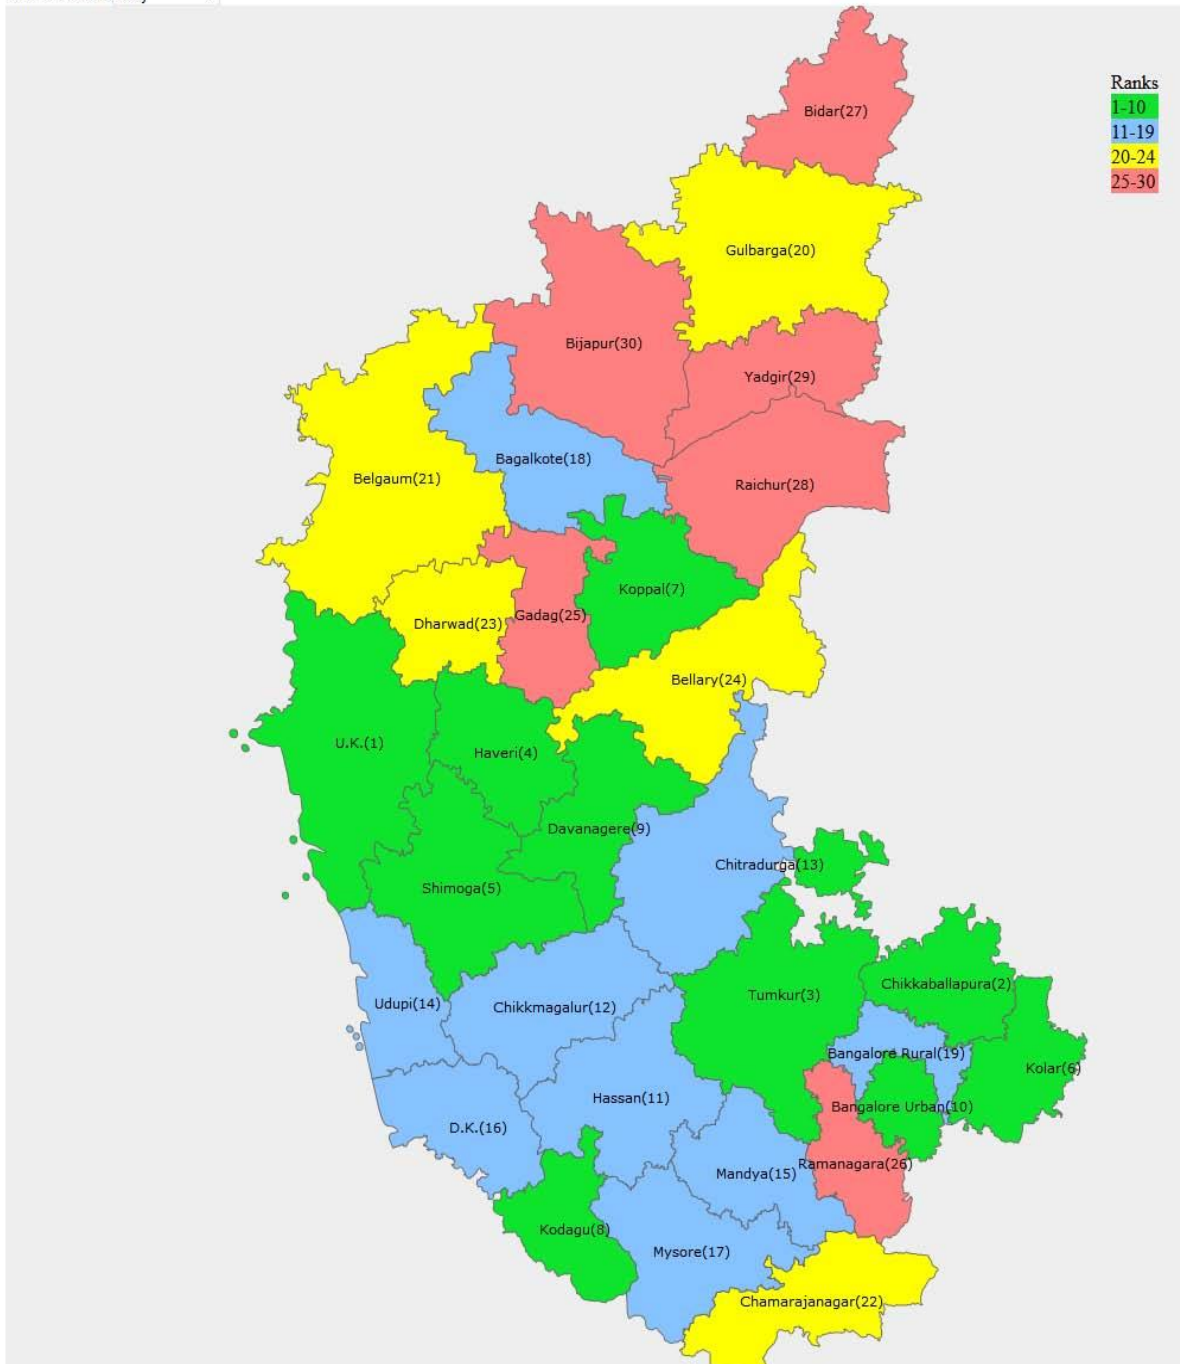 Ranks
1-10
11-19
20-24
25-30
Bidar(27)
Gulbarga(20)
Bijapur(30)
Yadgir(29)
Bagalkote(18)
Belgaum(21)
Raichur(28)
Koppal(7)
Gadag(25)
Dharwad(23)
Bellary(24)
U.K.(1)
Haveri(4)
Davanagere(9)
Chitradurga(13)
Shimoga(5)
Chikkaballapura(2)
Tumkur(3)
Udupi(14)
Chikkmagalur(12)
Bangalore Rural(19)
Kolar(6)
Hassan(11)
Bangalore Urban(10)
D.K.(16)
Ramanagara(26)
Mandya(15)
Kodagu(8)
Mysore(17)
Chamarajanagar(22)